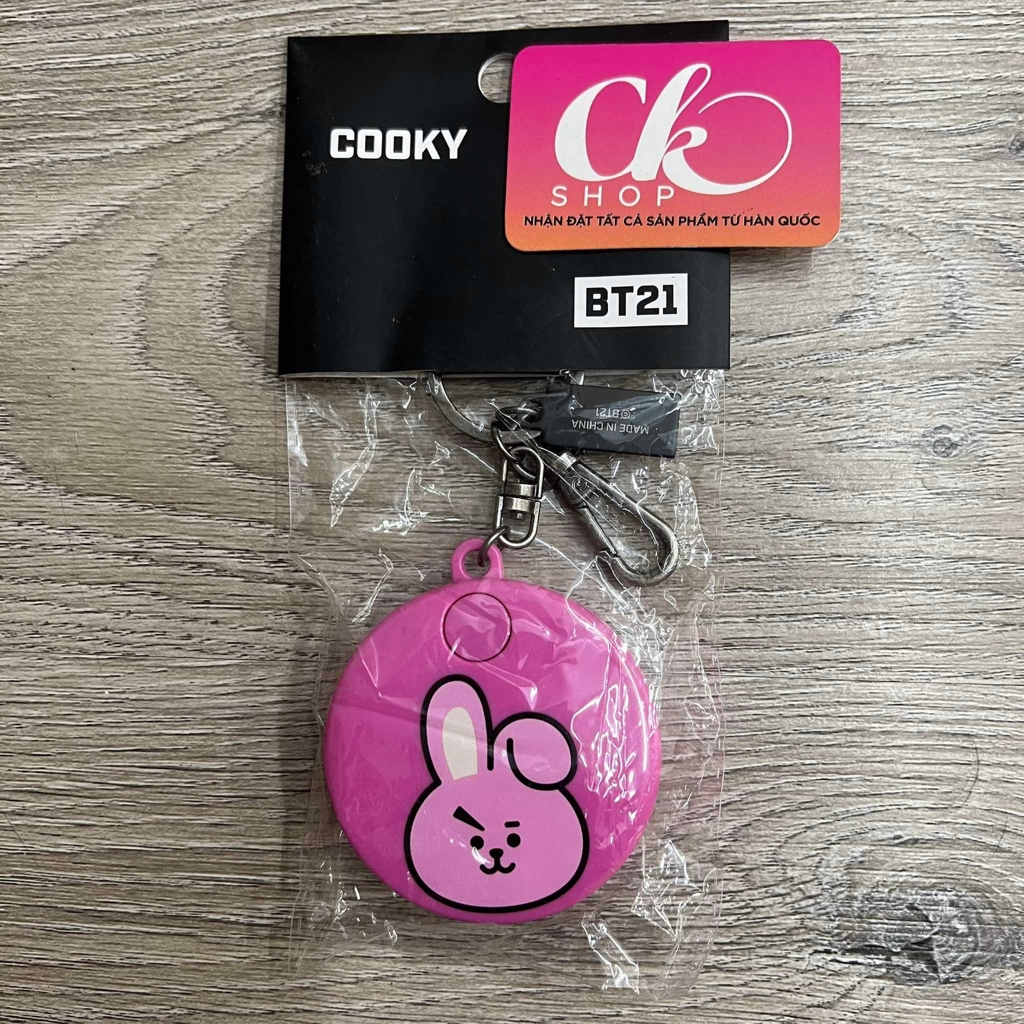 COOKY
Ck
SHOP
NHẬN ĐẶT TẤT CẢ SẢN PHẨM TỪ HÀN QUỐC
BT21
MADE IN CHINA
©BT21